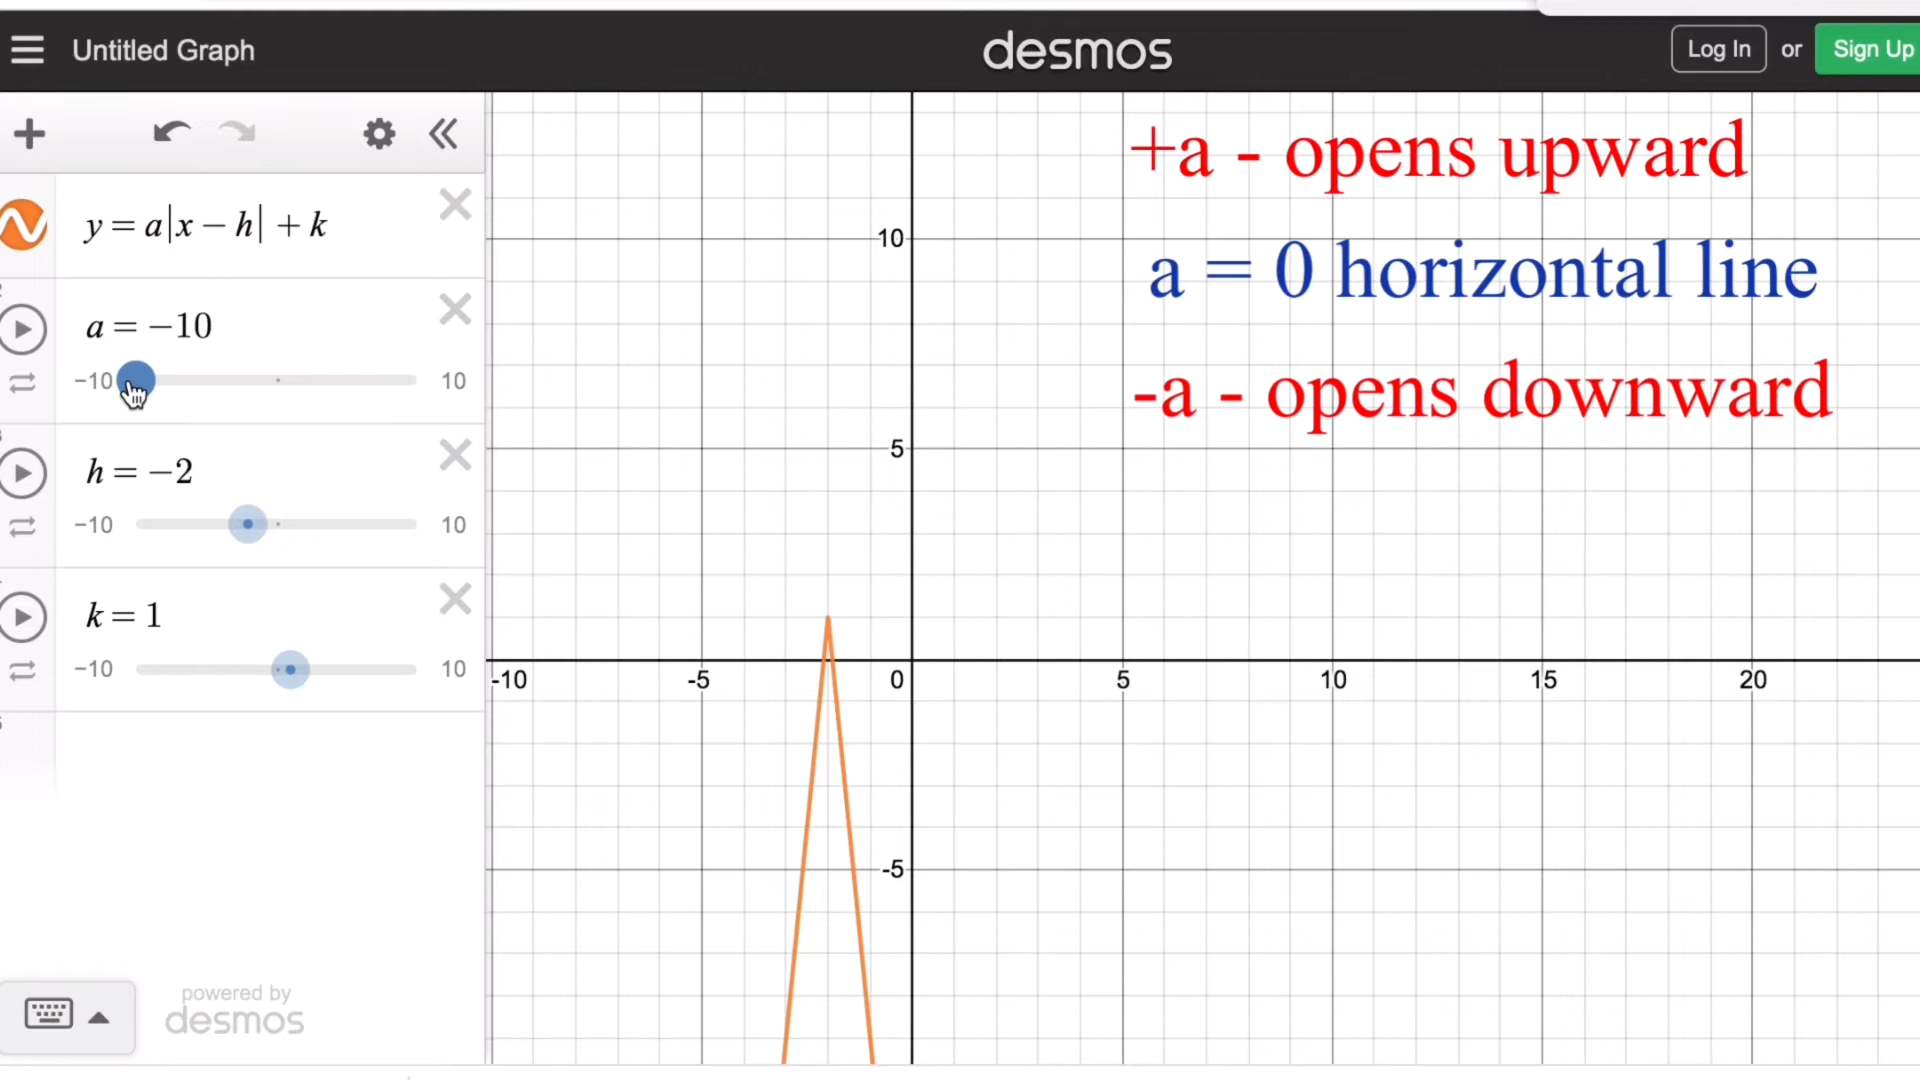 Untitled Graph
desmos
Log In or Sign Up
y = a|x − h| + k
a = −10
−10 10
h = −2
−10 10
k = 1
−10 10
powered by
desmos
+a - opens upward
a = 0 horizontal line
-a - opens downward
10
5
-10 -5 0 5 10 15 20
-5